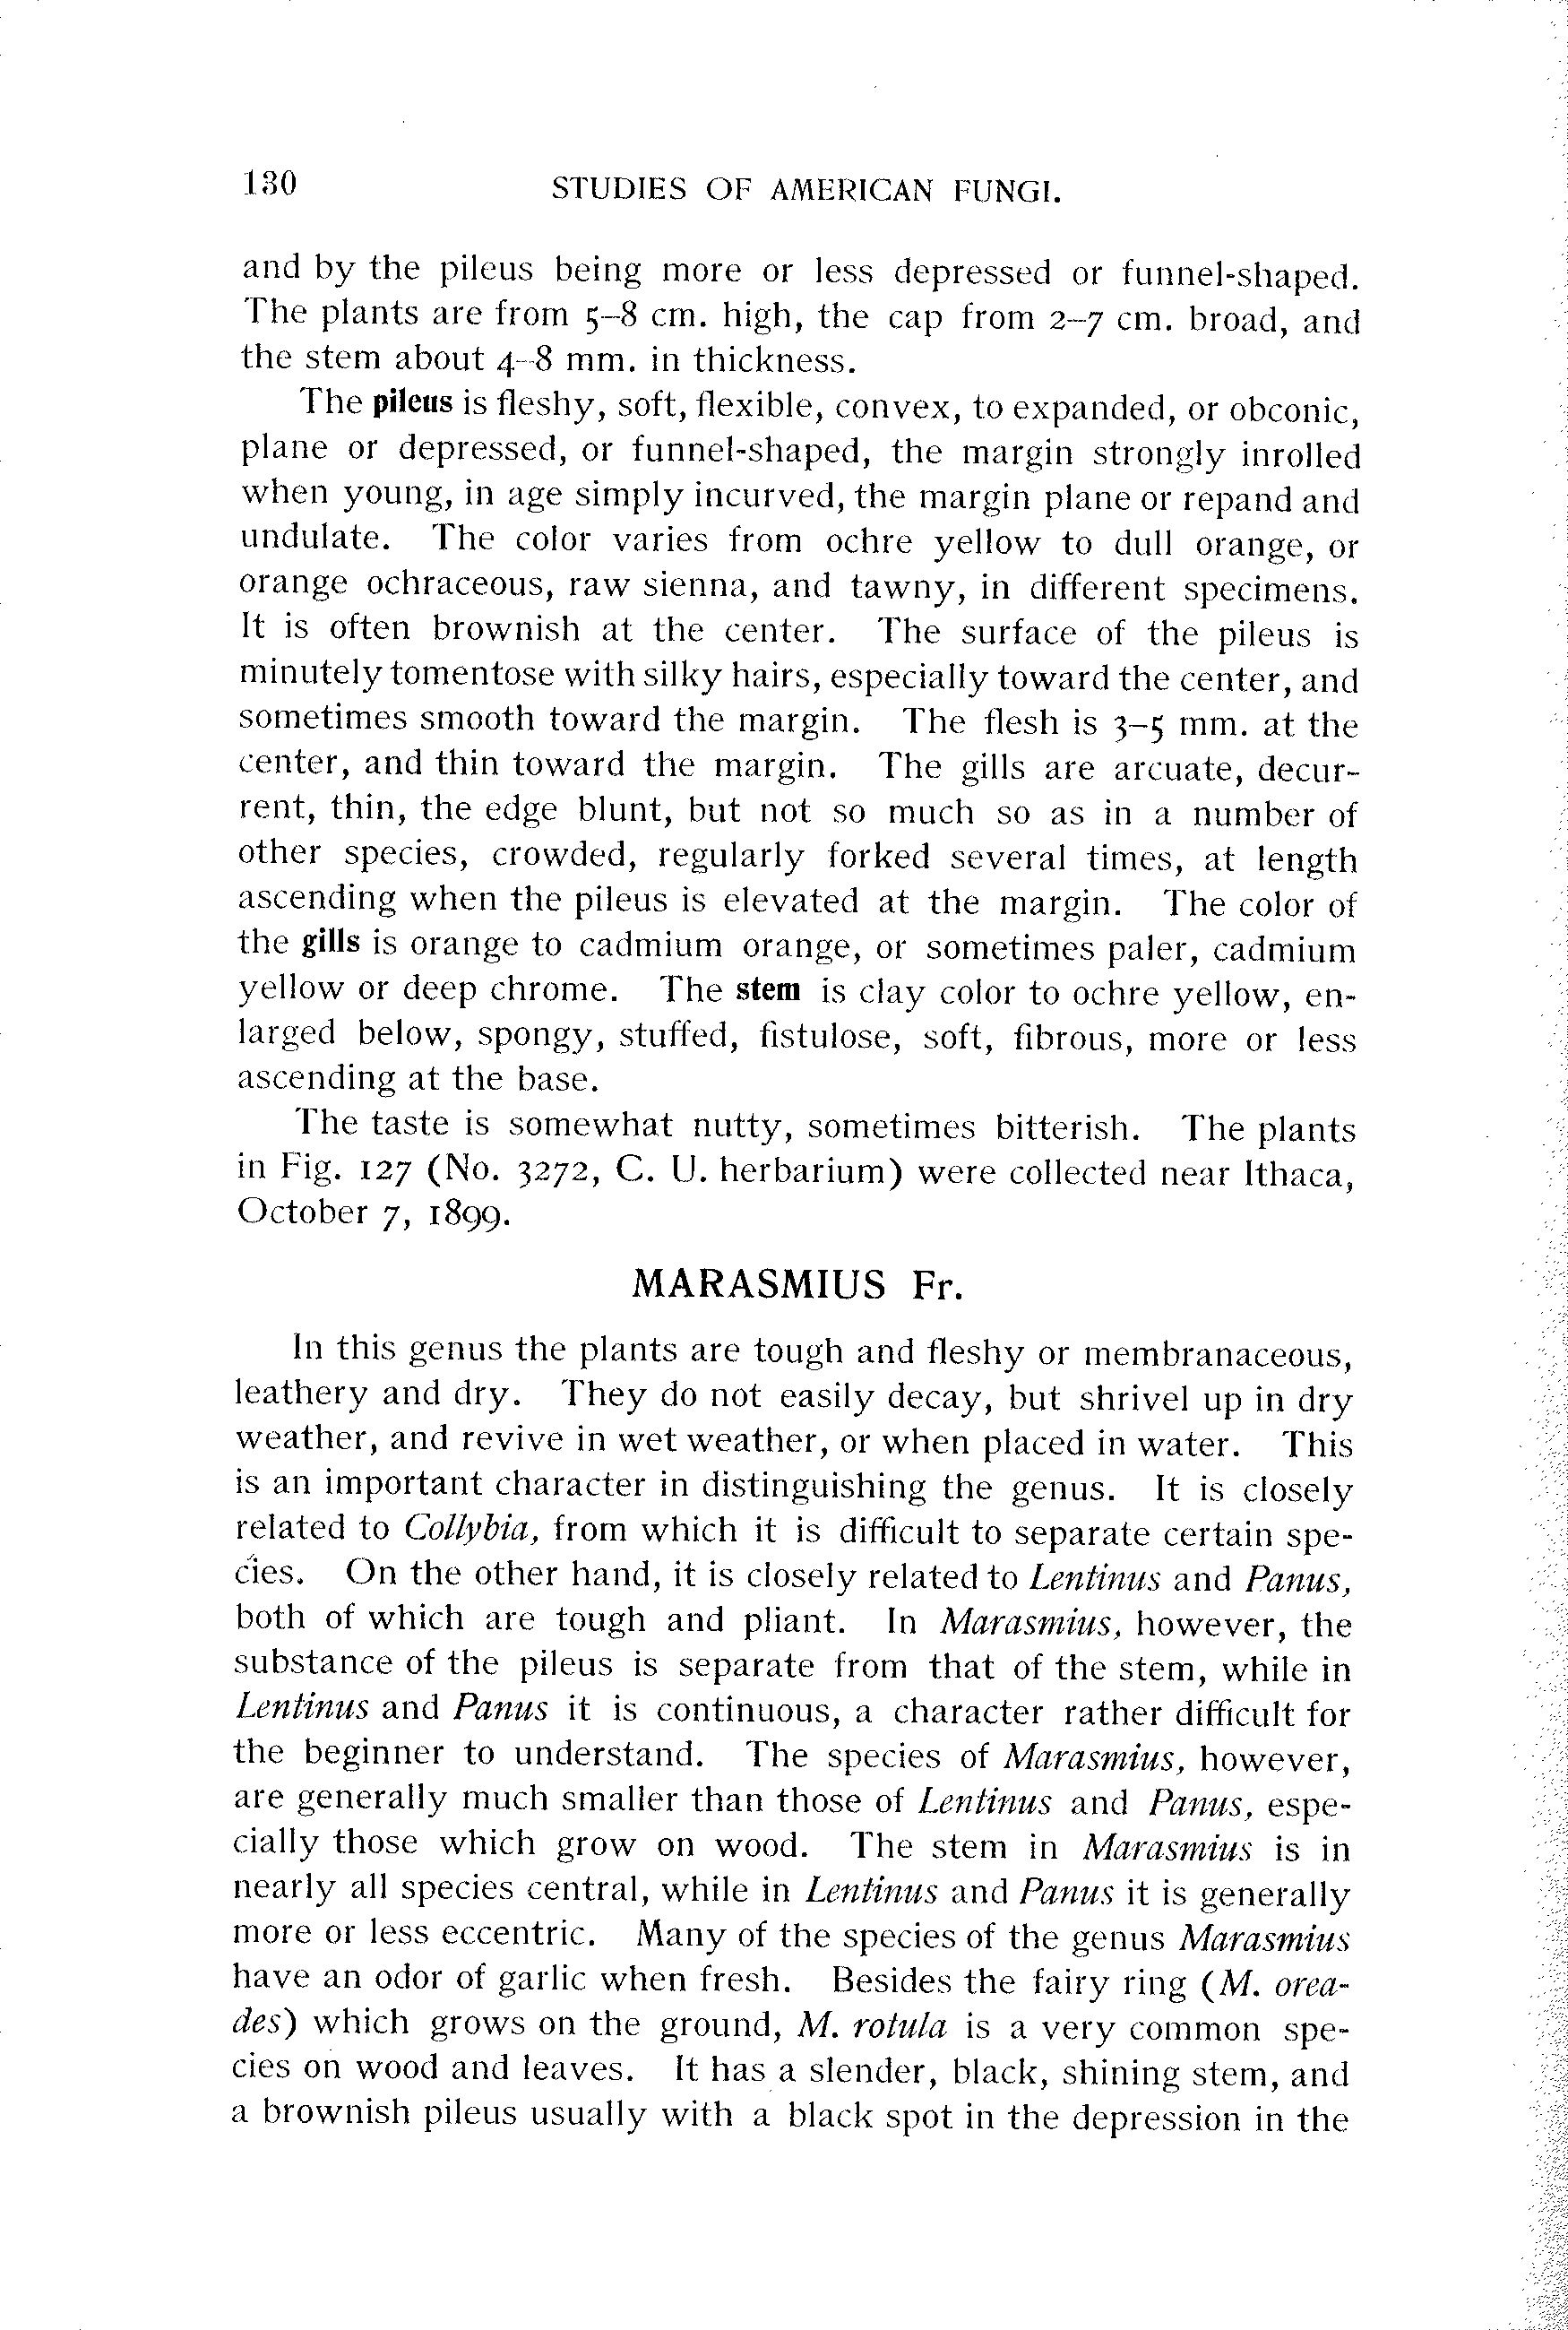 130 STUDIES OF AMERICAN FUNGI.
and by the pileus being more or less depressed or funnel-shaped.
The plants are from 5–8 cm. high, the cap from 2–7 cm. broad, and
the stem about 4–8 mm. in thickness.
The pileus is fleshy, soft, flexible, convex, to expanded, or obconic,
plane or depressed, or funnel-shaped, the margin strongly inrolled
when young, in age simply incurved, the margin plane or repand and
undulate. The color varies from ochre yellow to dull orange, or
orange ochraceous, raw sienna, and tawny, in different specimens.
It is often brownish at the center. The surface of the pileus is
minutely tomentose with silky hairs, especially toward the center, and
sometimes smooth toward the margin. The flesh is 3–5 mm. at the
center, and thin toward the margin. The gills are arcuate, decur-
rent, thin, the edge blunt, but not so much so as in a number of
other species, crowded, regularly forked several times, at length
ascending when the pileus is elevated at the margin. The color of
the gills is orange to cadmium orange, or sometimes paler, cadmium
yellow or deep chrome. The stem is clay color to ochre yellow, en-
larged below, spongy, stuffed, fistulose, soft, fibrous, more or less
ascending at the base.
The taste is somewhat nutty, sometimes bitterish. The plants
in Fig. 127 (No. 3272, C. U. herbarium) were collected near Ithaca,
October 7, 1899.
MARASMIUS Fr.
In this genus the plants are tough and fleshy or membranaceous,
leathery and dry. They do not easily decay, but shrivel up in dry
weather, and revive in wet weather, or when placed in water. This
is an important character in distinguishing the genus. It is closely
related to Collybia, from which it is difficult to separate certain spe-
cies. On the other hand, it is closely related to Lentinus and Panus,
both of which are tough and pliant. In Marasmius, however, the
substance of the pileus is separate from that of the stem, while in
Lentinus and Panus it is continuous, a character rather difficult for
the beginner to understand. The species of Marasmius, however,
are generally much smaller than those of Lentinus and Panus, espe-
cially those which grow on wood. The stem in Marasmius is in
nearly all species central, while in Lentinus and Panus it is generally
more or less eccentric. Many of the species of the genus Marasmius
have an odor of garlic when fresh. Besides the fairy ring (M. orea-
des) which grows on the ground, M. rotula is a very common spe-
cies on wood and leaves. It has a slender, black, shining stem, and
a brownish pileus usually with a black spot in the depression in the